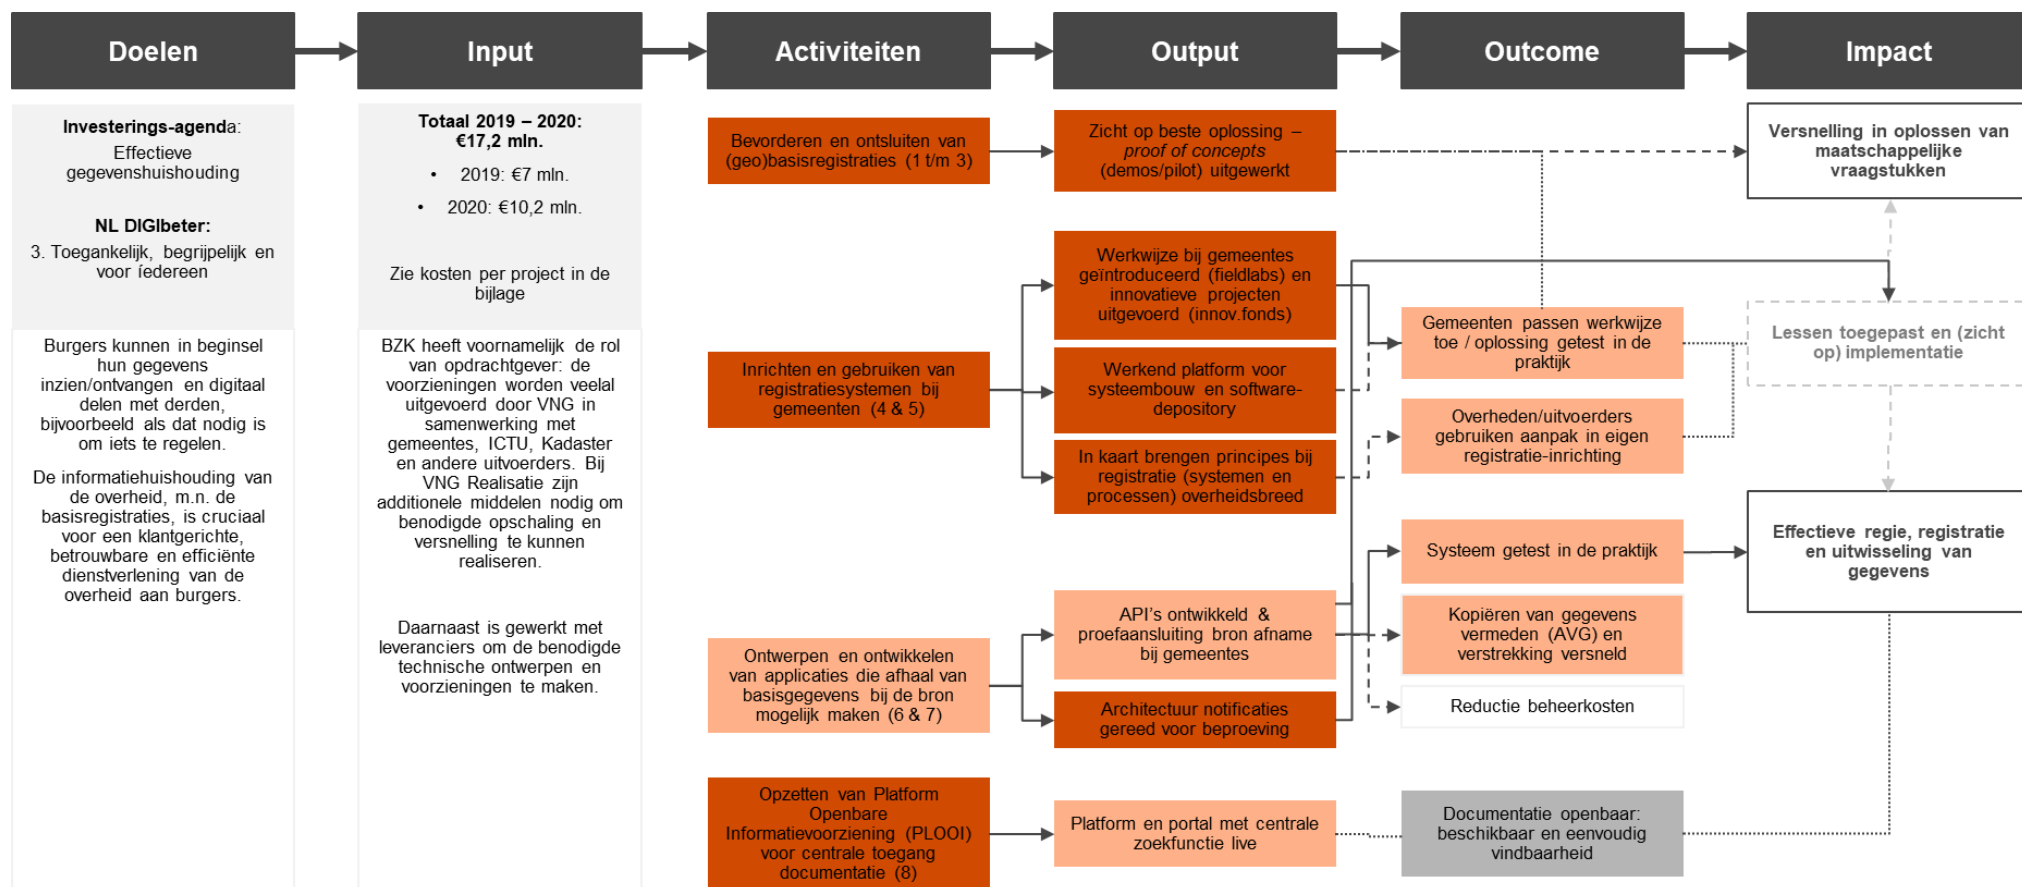 Doelen
Input
Activiteiten
Output
Outcome
Impact
Investerings-agenda:
Effectieve
gegevenshuishouding
NL DIGIbeter:
3. Toegankelijk, begrijpelijk en
voor íedereen
Burgers kunnen in beginsel
hun gegevens
inzien/ontvangen en digitaal
delen met derden,
bijvoorbeeld als dat nodig is
om iets te regelen.
De informatiehuishouding van
de overheid, m.n. de
basisregistraties, is cruciaal
voor een klantgerichte,
betrouwbare en efficiënte
dienstverlening van de
overheid aan burgers.
Totaal 2019 – 2020:
€17,2 mln.
• 2019: €7 mln.
• 2020: €10,2 mln.
Zie kosten per project in de
bijlage
BZK heeft voornamelijk de rol
van opdrachtgever: de
voorzieningen worden veelal
uitgevoerd door VNG in
samenwerking met
gemeentes, ICTU, Kadaster
en andere uitvoerders. Bij
VNG Realisatie zijn
additionele middelen nodig om
benodigde opschaling en
versnelling te kunnen
realiseren.
Daarnaast is gewerkt met
leveranciers om de benodigde
technische ontwerpen en
voorzieningen te maken.
Bevorderen en ontsluiten van
(geo)basisregistraties (1 t/m 3)
Inrichten en gebruiken van
registratiesystemen bij
gemeenten (4 & 5)
Ontwerpen en ontwikkelen
van applicaties die afhaal van
basisgegevens bij de bron
mogelijk maken (6 & 7)
Opzetten van Platform
Openbare
Informatievoorziening (PLOOI)
voor centrale toegang
documentatie (8)
Zicht op beste oplossing –
proof of concepts
(demos/pilot) uitgewerkt
Werkwijze bij gemeentes
geïntroduceerd (fieldlabs) en
innovatieve projecten
uitgevoerd (innov.fonds)
Werkend platform voor
systeembouw en software-
depository
In kaart brengen principes bij
registratie (systemen en
processen) overheidsbreed
API's ontwikkeld &
proefaansluiting bron afname
bij gemeentes
Architectuur notificaties
gereed voor beproeving
Platform en portal met centrale
zoekfunctie live
Gemeenten passen werkwijze
toe / oplossing getest in de
praktijk
Overheden/uitvoerders
gebruiken aanpak in eigen
registratie-inrichting
Systeem getest in de praktijk
Kopiëren van gegevens
vermeden (AVG) en
verstrekking versneld
Reductie beheerkosten
Documentatie openbaar:
beschikbaar en eenvoudig
vindbaarheid
Versnelling in oplossen van
maatschappelijke
vraagstukken
Lessen toegepast en (zicht
op) implementatie
Effectieve regie, registratie
en uitwisseling van
gegevens